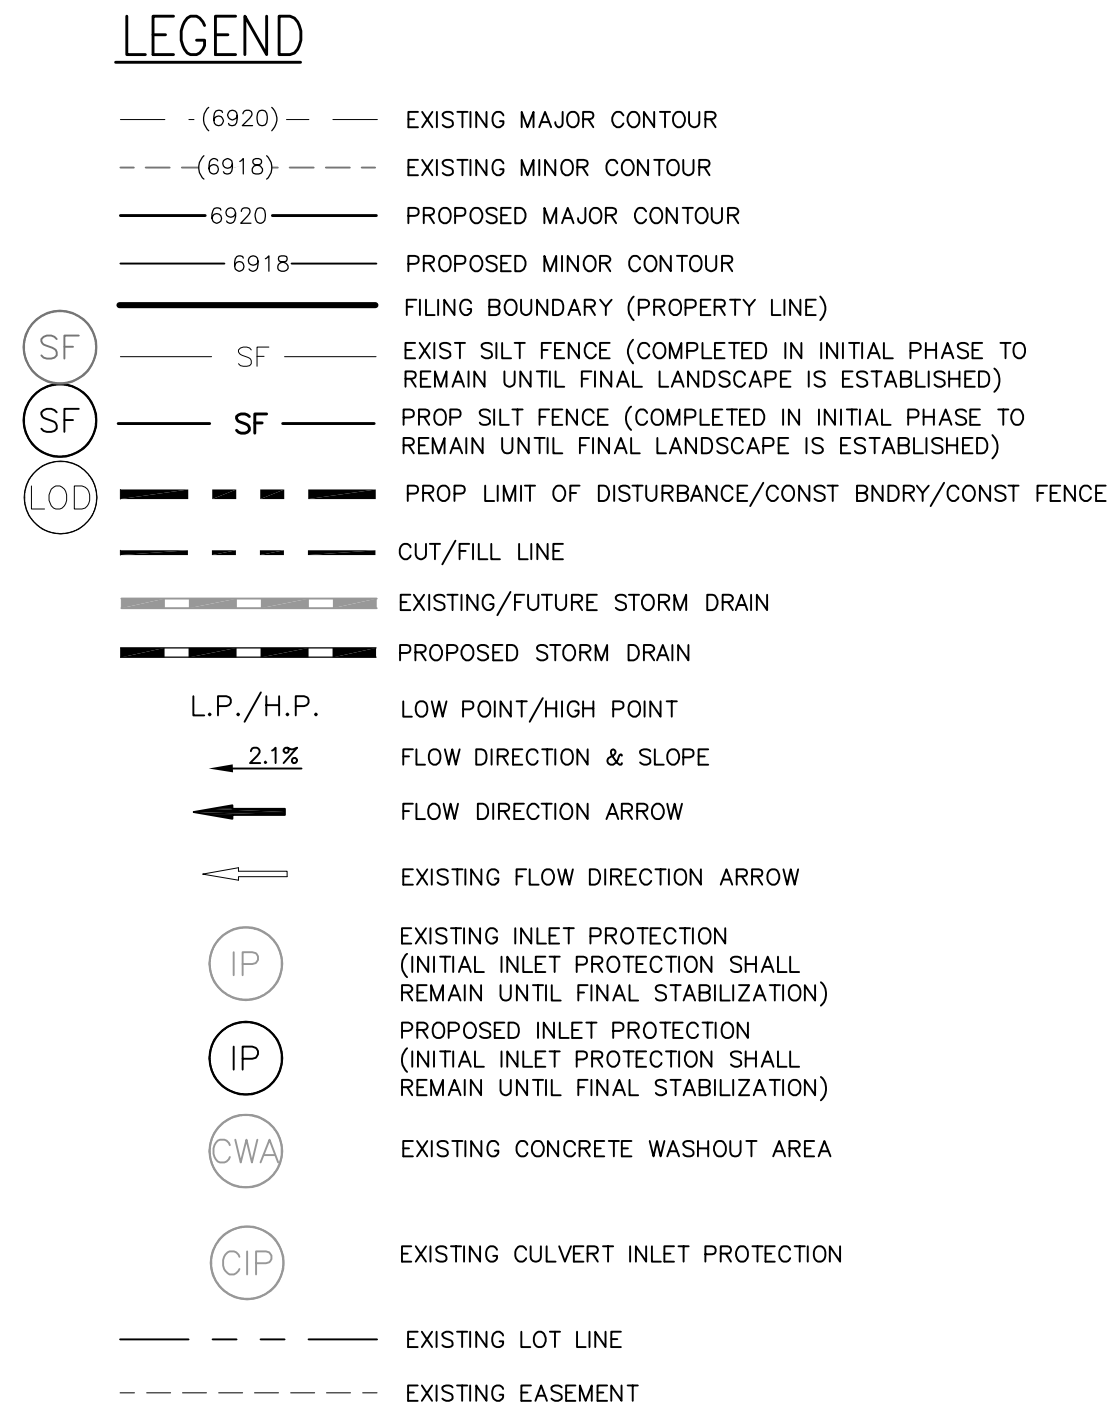 LEGEND
(6920) EXISTING MAJOR CONTOUR
(6918) EXISTING MINOR CONTOUR
6920 PROPOSED MAJOR CONTOUR
6918 PROPOSED MINOR CONTOUR
FILING BOUNDARY (PROPERTY LINE)
SF SF EXIST SILT FENCE (COMPLETED IN INITIAL PHASE TO
REMAIN UNTIL FINAL LANDSCAPE IS ESTABLISHED)
SF SF PROP SILT FENCE (COMPLETED IN INITIAL PHASE TO
REMAIN UNTIL FINAL LANDSCAPE IS ESTABLISHED)
LOD PROP LIMIT OF DISTURBANCE/CONST BNDRY/CONST FENCE
CUT/FILL LINE
EXISTING/FUTURE STORM DRAIN
PROPOSED STORM DRAIN
L.P./H.P. LOW POINT/HIGH POINT
2.1% FLOW DIRECTION & SLOPE
FLOW DIRECTION ARROW
EXISTING FLOW DIRECTION ARROW
EXISTING INLET PROTECTION
IP (INITIAL INLET PROTECTION SHALL
REMAIN UNTIL FINAL STABILIZATION)
PROPOSED INLET PROTECTION
IP (INITIAL INLET PROTECTION SHALL
REMAIN UNTIL FINAL STABILIZATION)
CWA EXISTING CONCRETE WASHOUT AREA
CIP EXISTING CULVERT INLET PROTECTION
EXISTING LOT LINE
EXISTING EASEMENT